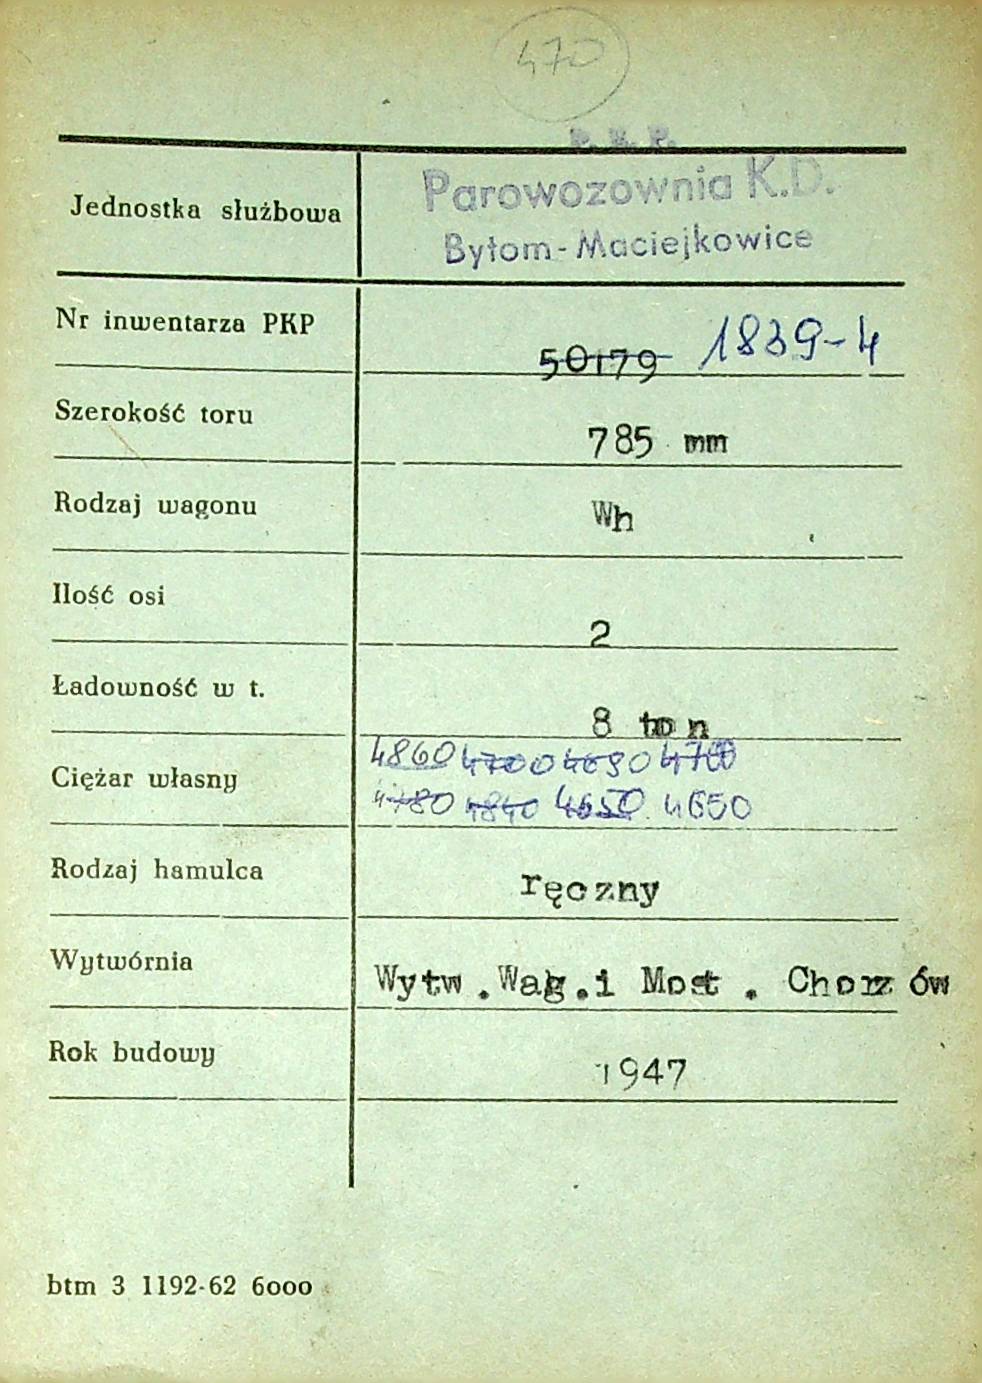 470
P. K. P.
Parowozownia K.D.
Jednostka służbowa
Bytom-Maciejkowice
Nr inwentarza PKP
50179 1839-4
Szerokość toru
785 mm
Rodzaj wagonu
Wh
Ilość osi
2
Ładowność w t.
8 ton
4860 4700 4690 4700
Ciężar własny
4780 4840 4650 4650
Rodzaj hamulca
ręczny
Wytwórnia
Wytw.Wag.i Most. Chorzów
Rok budowy
1947
btm 3 1192-62 6000